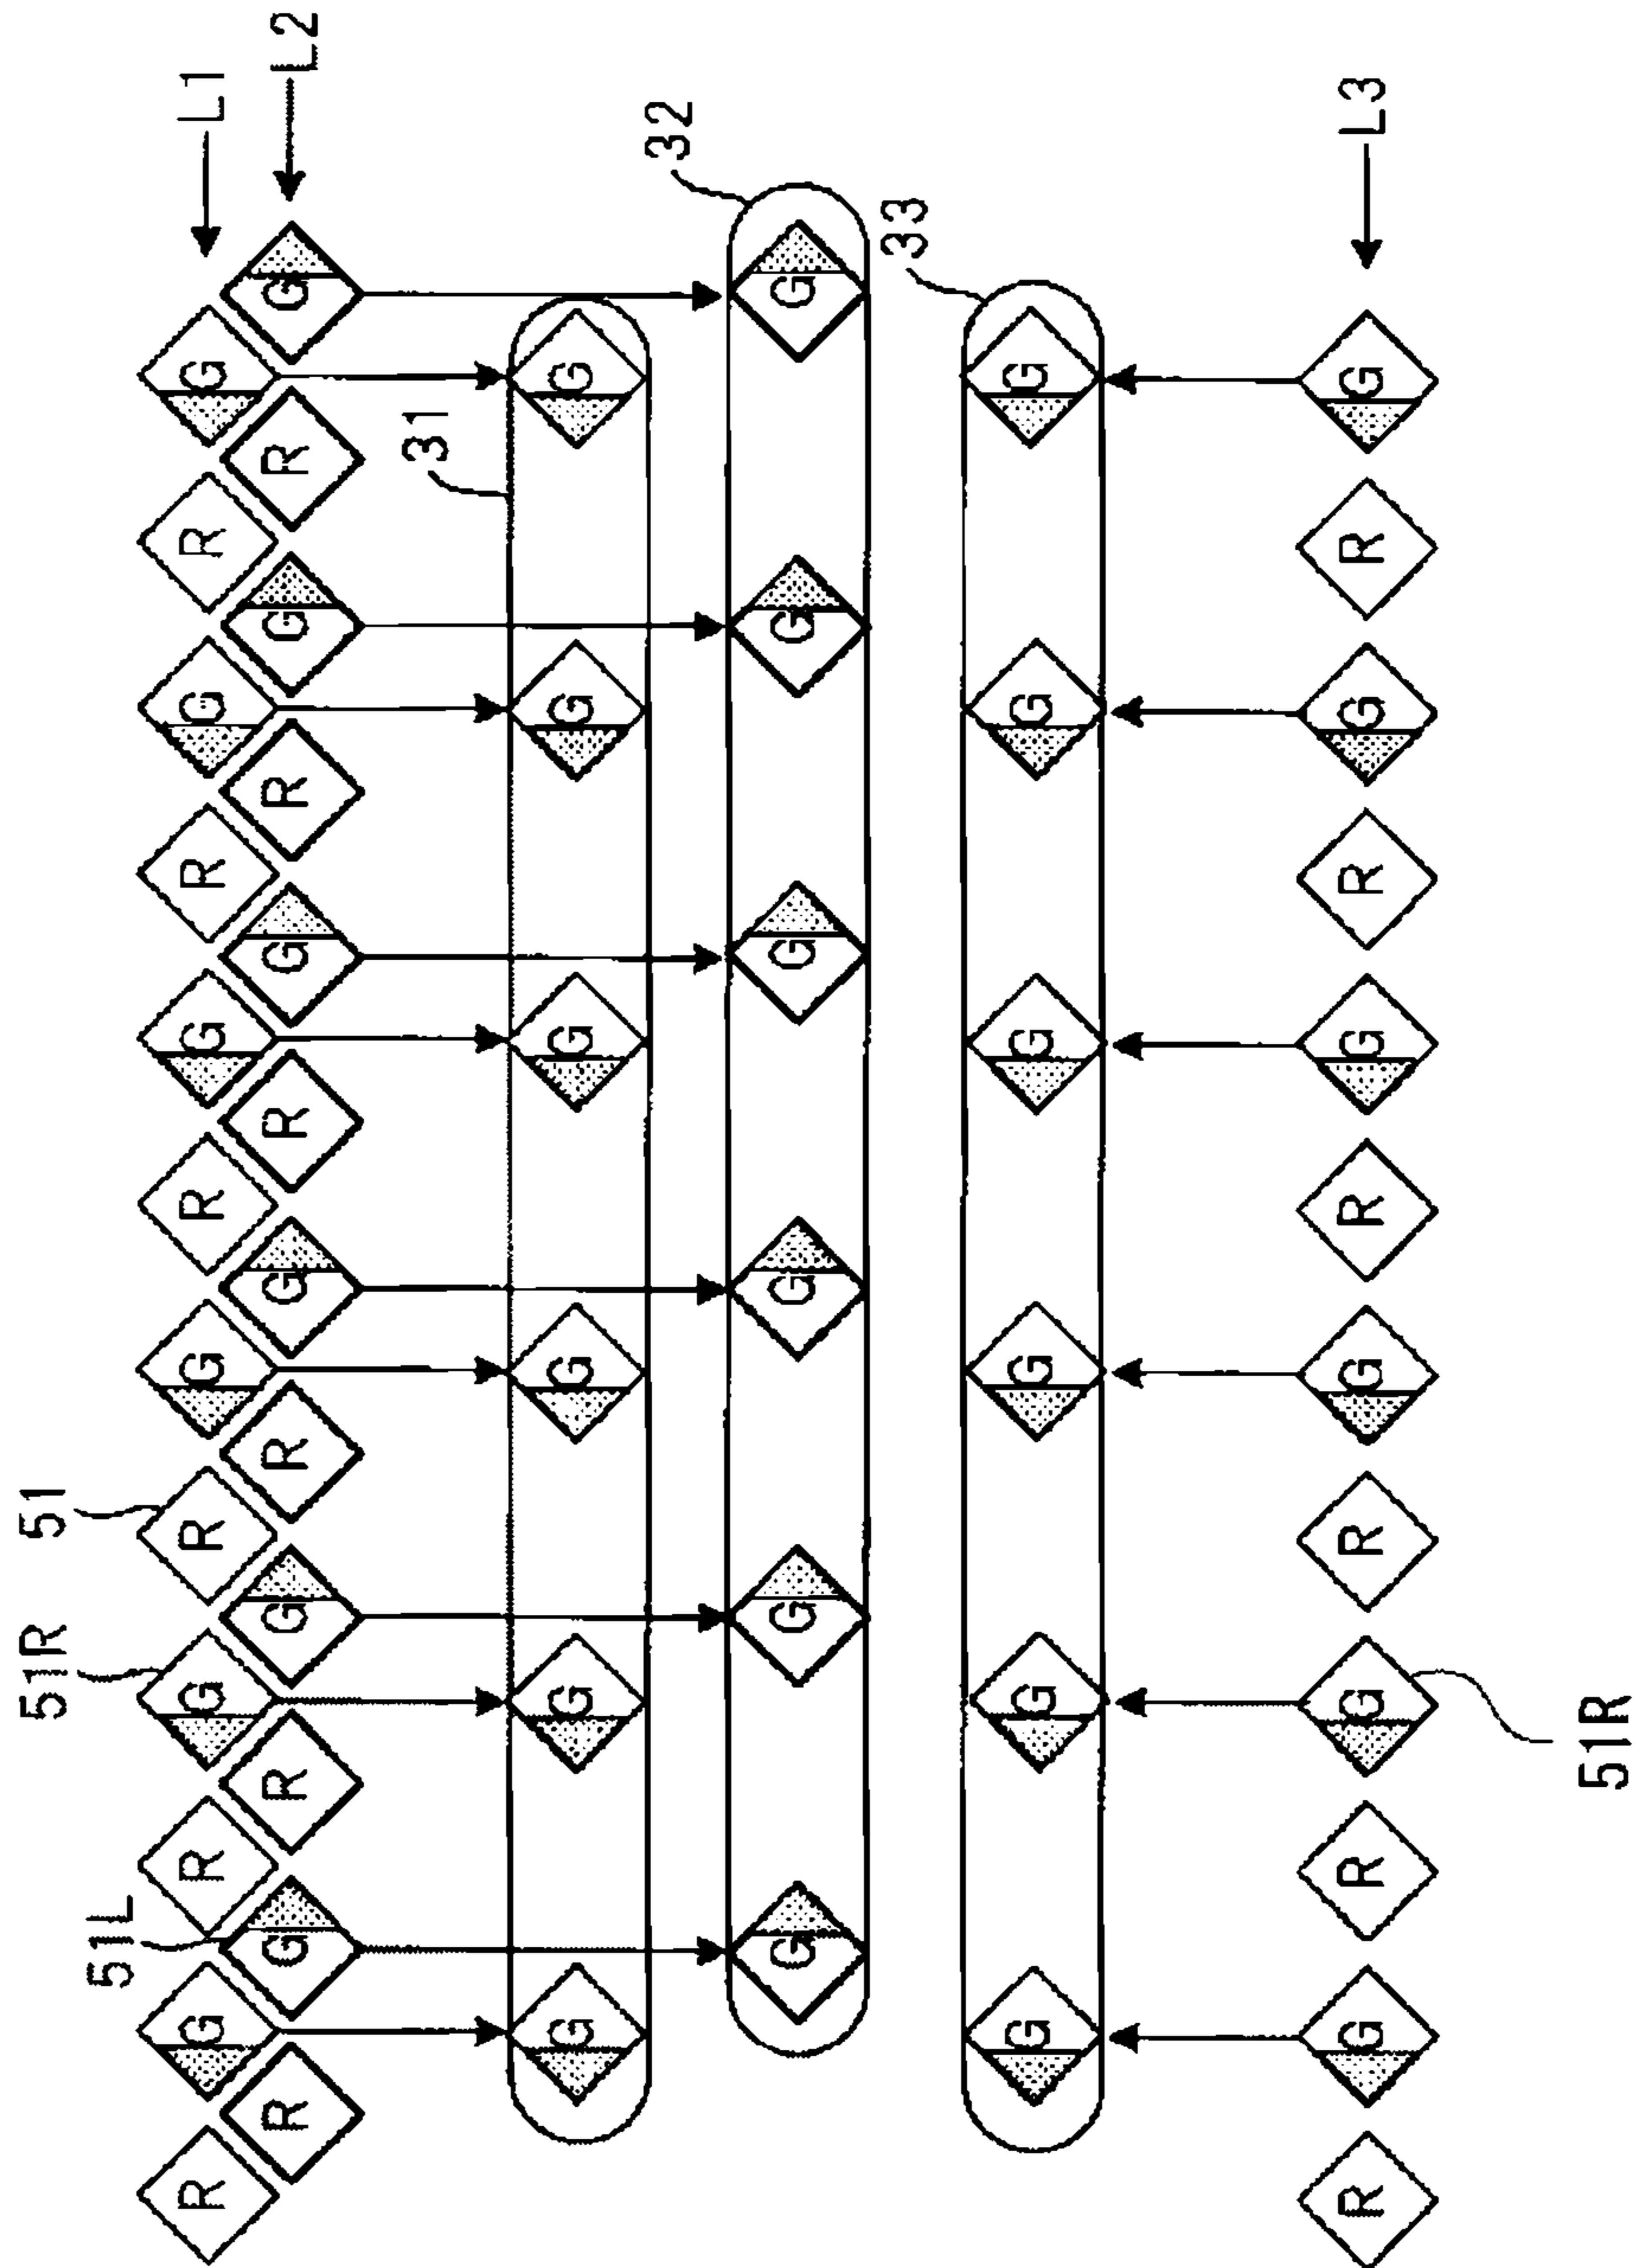 51R 51
51L
R G R G R G R G R G R G L1
R G R G R G R G R G R G L2
31
G G G G G G
32
G G G G G G
33
G G G G G G
R G R G R G R G R G R G L3
51R